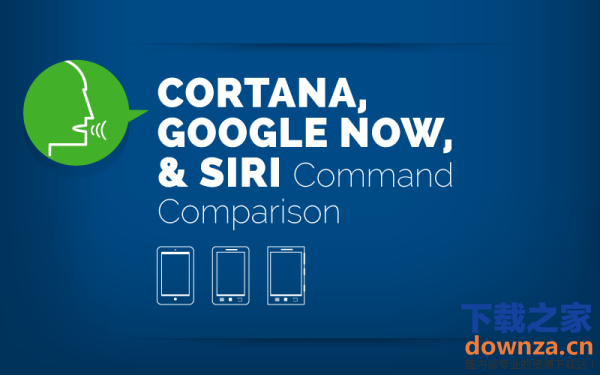 CORTANA,
GOOGLE NOW,
& SIRI Command
Comparison
下载之家
downza.cn